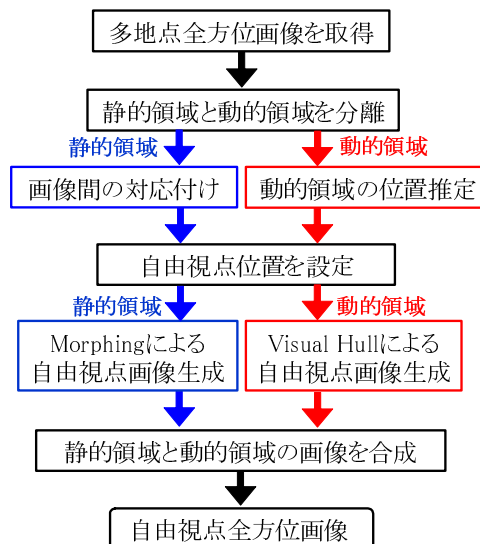 多地点全方位画像を取得
静的領域と動的領域を分離
静的領域
動的領域
画像間の対応付け
動的領域の位置推定
自由視点位置を設定
静的領域
動的領域
Morphingによる
自由視点画像生成
Visual Hullによる
自由視点画像生成
静的領域と動的領域の画像を合成
自由視点全方位画像